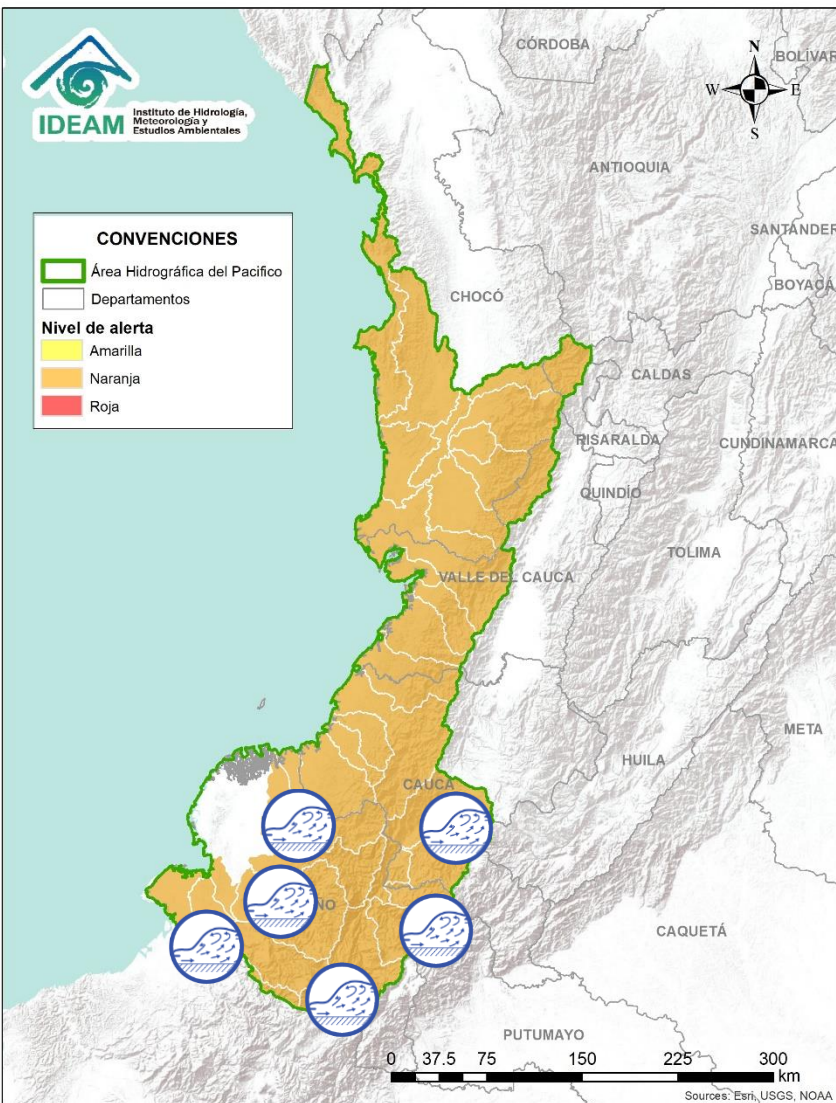 IDEAM
Instituto de Hidrología,
Meteorología y
Estudios Ambientales
N
W
E
S
CONVENCIONES
Área Hidrográfica del Pacifico
Departamentos
Nivel de alerta
Amarilla
Naranja
Roja
CÓRDOBA
BOLÍVAR
ANTIOQUIA
SANTANDER
BOYACÁ
CHOCÓ
CALDAS
RISARALDA
CUNDINAMARCA
QUINDÍO
TOLIMA
VALLE DEL CAUCA
META
HUILA
CAUCA
NO
CAQUETÁ
PUTUMAYO
0 37.5 75 150 225 300
km
Sources: Esri, USGS, NOAA